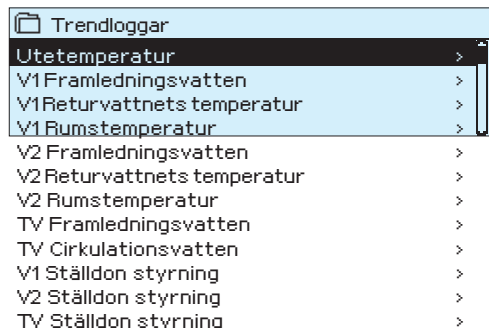 Trendloggar
Utetemperatur >
V1 Framledningsvatten >
V1 Returvattnets temperatur >
V1 Rumstemperatur >
V2 Framledningsvatten >
V2 Returvattnets temperatur >
V2 Rumstemperatur >
TV Framledningsvatten >
TV Cirkulationsvatten >
V1 Ställdon styrning >
V2 Ställdon styrning >
TV Ställdon styrning >